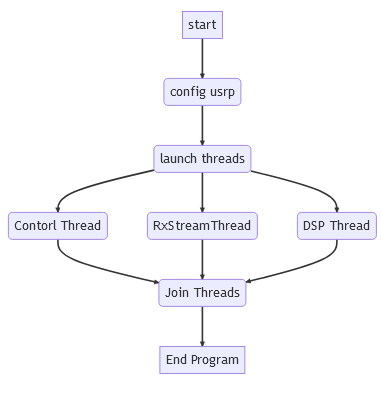 start
config usrp
launch threads
Contorl Thread
RxStreamThread
DSP Thread
Join Threads
End Program